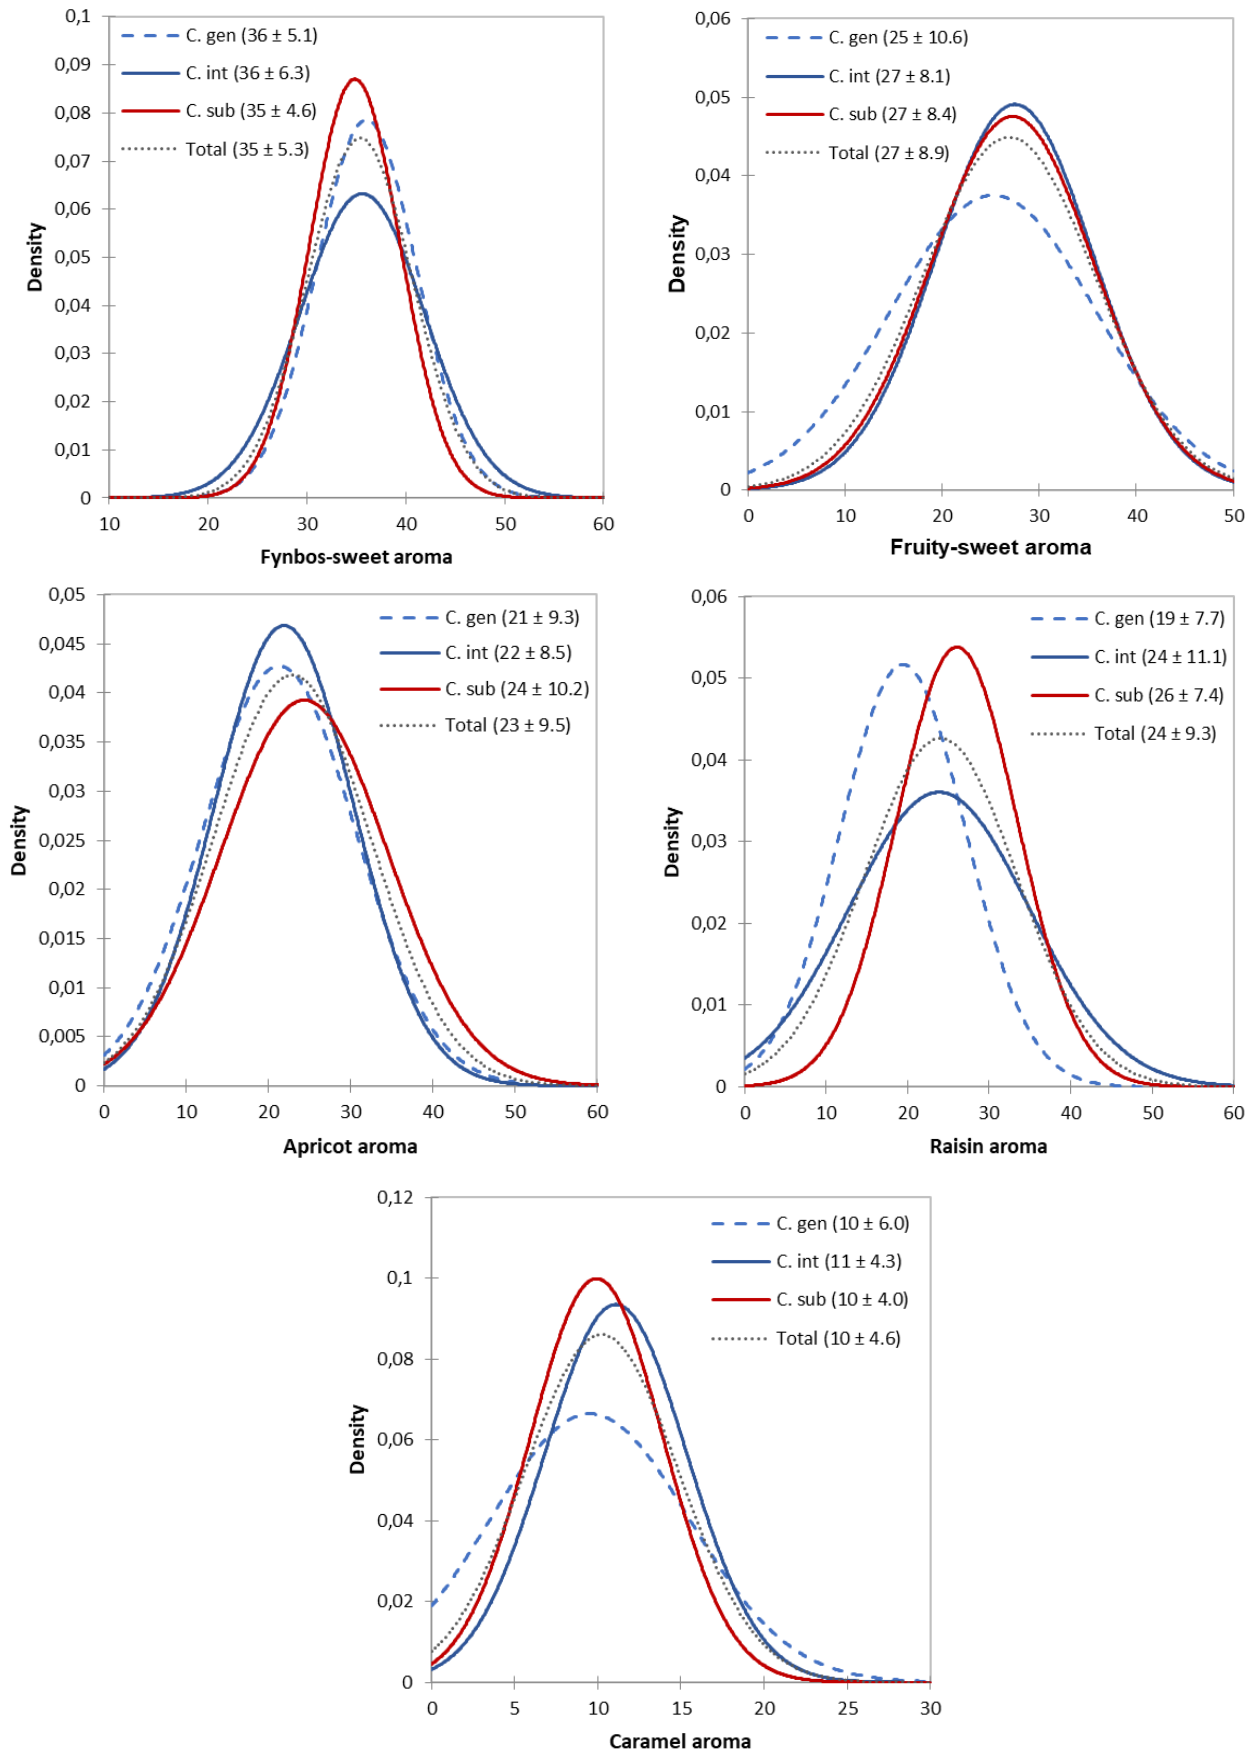 0,1
0,09
0,08
0,07
0,06
0,05
0,04
0,03
0,02
0,01
0
Density
C. gen (36 ± 5.1)
C. int (36 ± 6.3)
C. sub (35 ± 4.6)
Total (35 ± 5.3)
10 20 30 40 50 60
Fynbos-sweet aroma
0,06
0,05
0,04
0,03
0,02
0,01
0
Density
C. gen (25 ± 10.6)
C. int (27 ± 8.1)
C. sub (27 ± 8.4)
Total (27 ± 8.9)
0 10 20 30 40 50
Fruity-sweet aroma
0,05
0,045
0,04
0,035
0,03
0,025
0,02
0,015
0,01
0,005
0
Density
C. gen (21 ± 9.3)
C. int (22 ± 8.5)
C. sub (24 ± 10.2)
Total (23 ± 9.5)
0 10 20 30 40 50 60
Apricot aroma
0,06
0,05
0,04
0,03
0,02
0,01
0
Density
C. gen (19 ± 7.7)
C. int (24 ± 11.1)
C. sub (26 ± 7.4)
Total (24 ± 9.3)
0 10 20 30 40 50 60
Raisin aroma
0,12
0,1
0,08
0,06
0,04
0,02
0
Density
C. gen (10 ± 6.0)
C. int (11 ± 4.3)
C. sub (10 ± 4.0)
Total (10 ± 4.6)
0 5 10 15 20 25 30
Caramel aroma